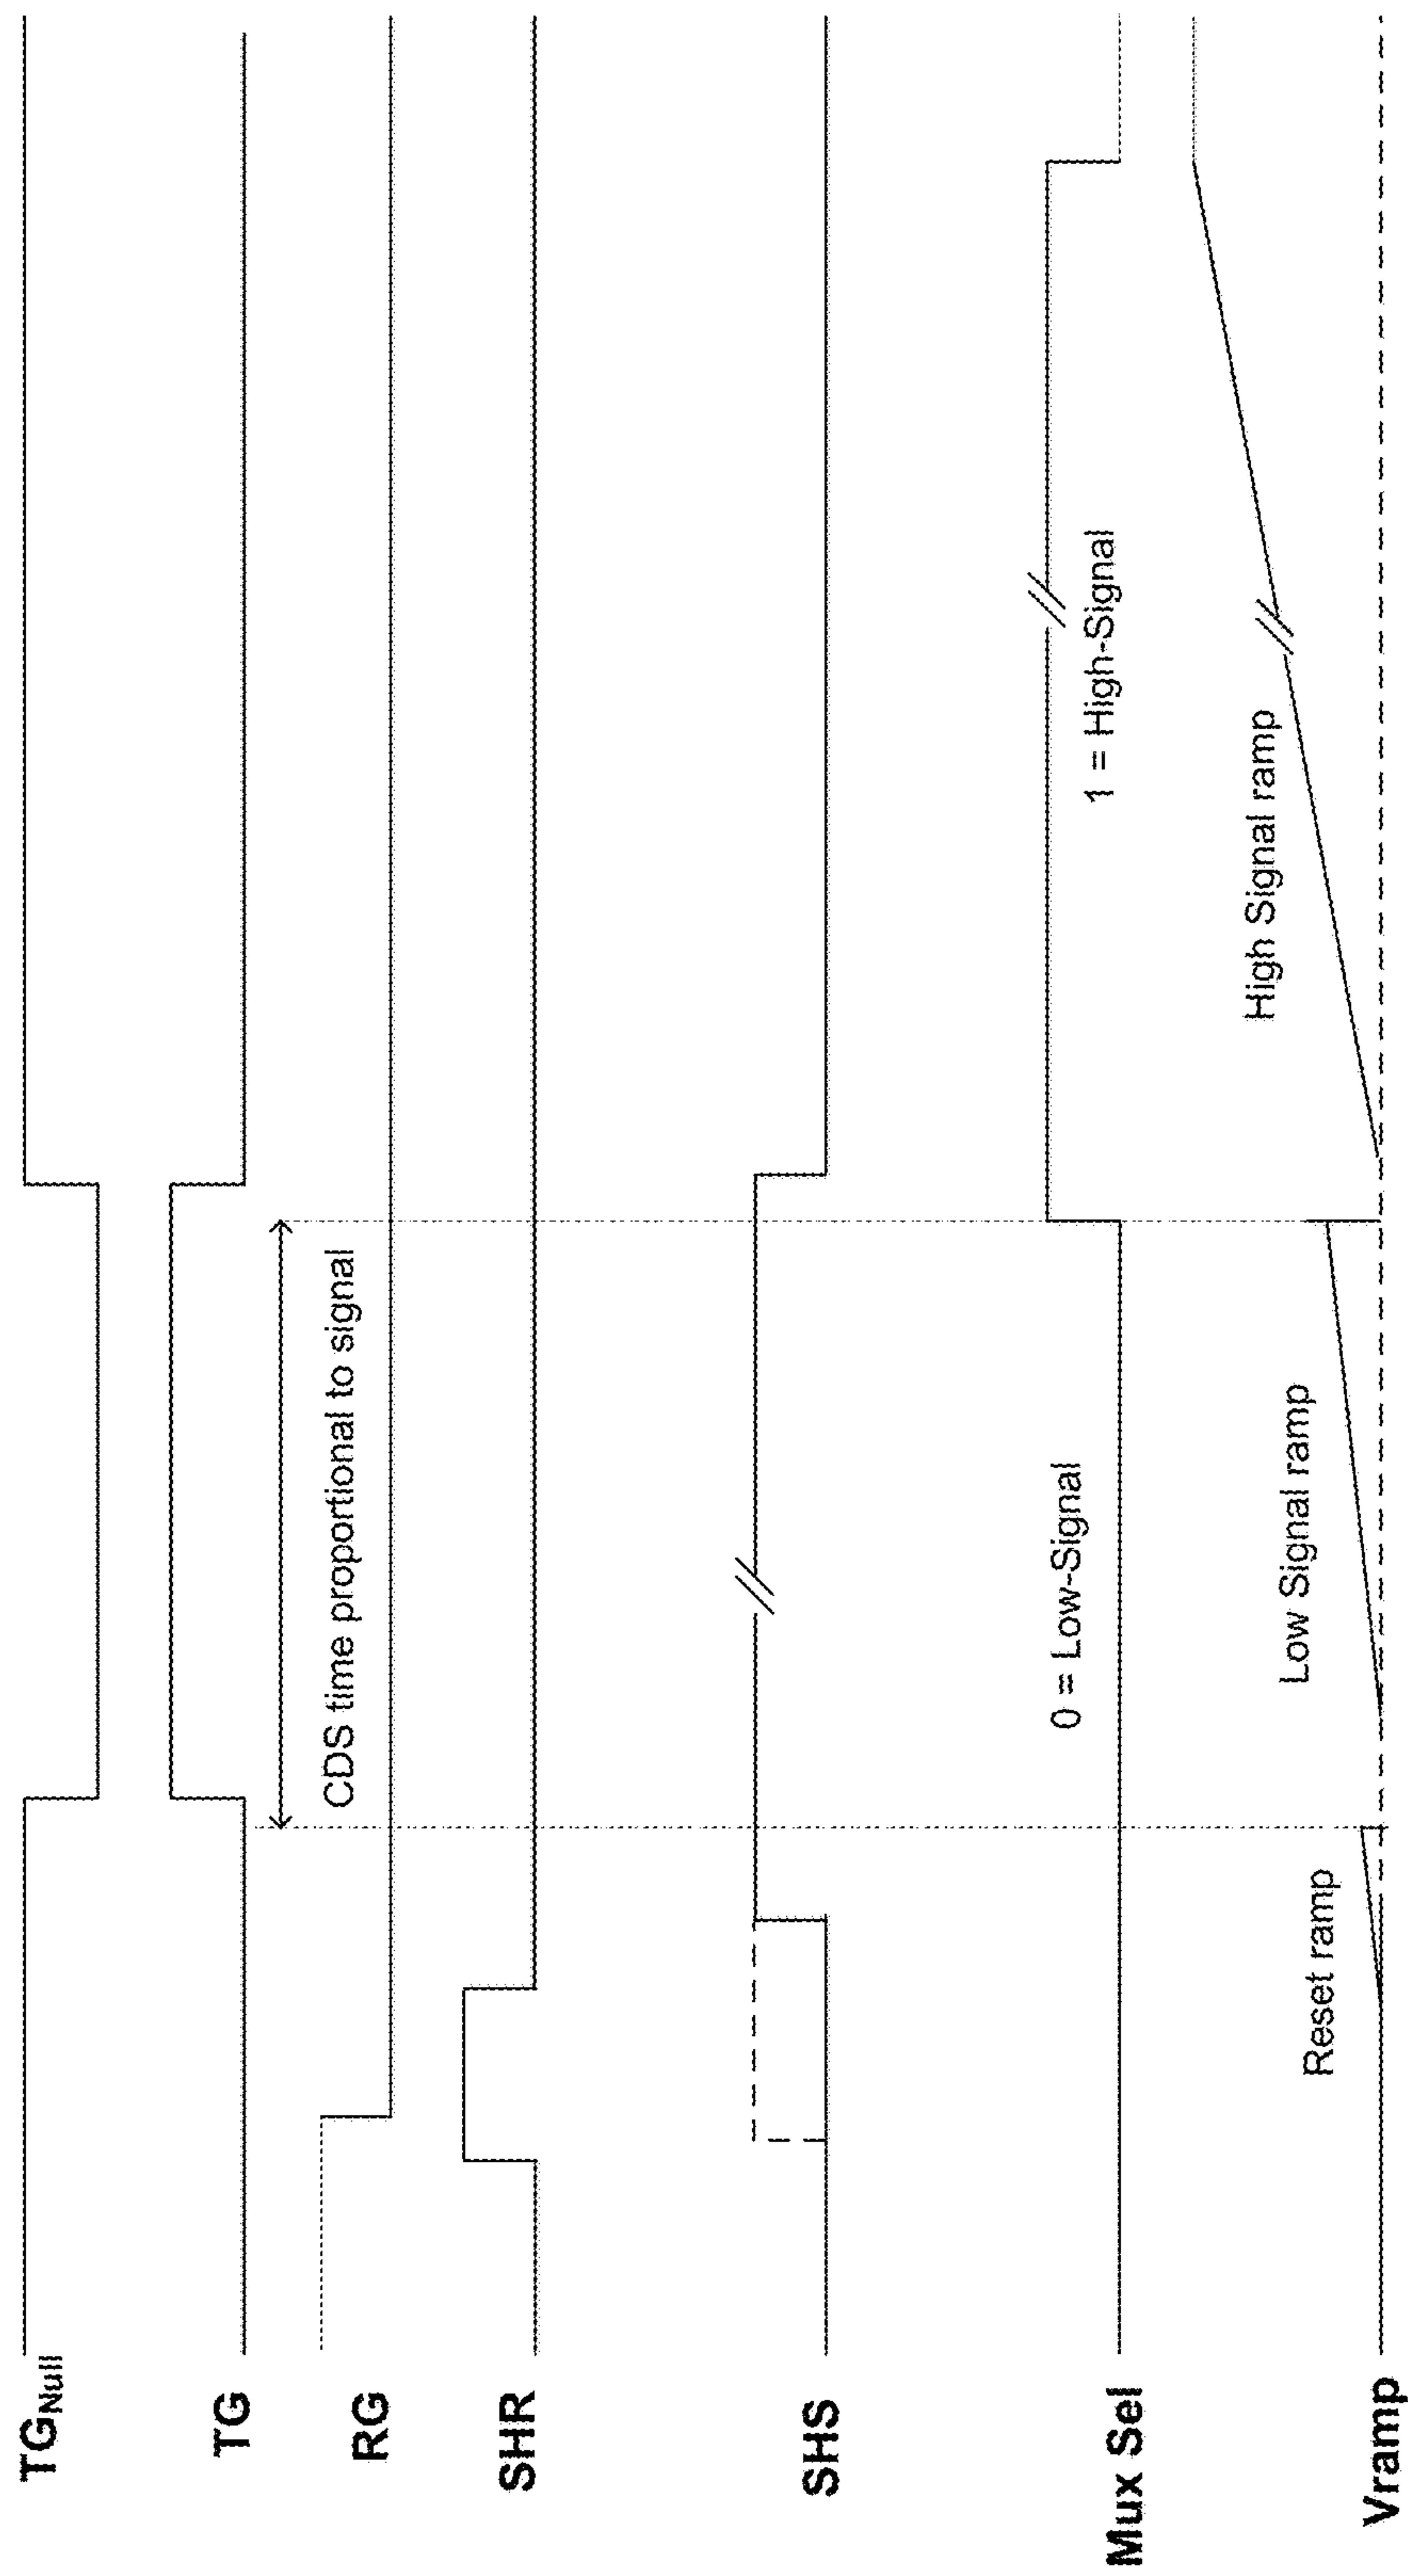 TGNull
TG
CDS time proportional to signal
RG
SHR
SHS
0 = Low-Signal
1 = High-Signal
Mux Sel
Reset ramp
Low Signal ramp
High Signal ramp
Vramp